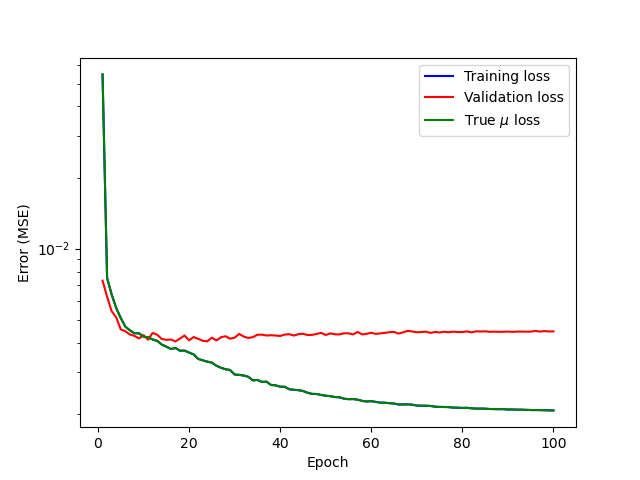 Training loss
Validation loss
True μ loss
Error (MSE)
10⁻²
0 20 40 60 80 100
Epoch